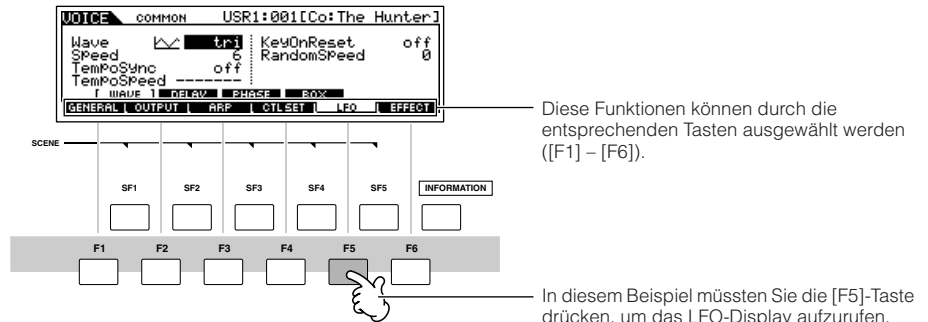 VOICE COMMON USR1:001[Co:The Hunter]
Wave tri KeyOnReset off
Speed 6 RandomSpeed 0
TempoSync off
TempoSpeed -------
[ WAVE ] DELAY PHASE BOX
GENERAL OUTPUT ARP CTLSET LFO EFFECT
Diese Funktionen können durch die
entsprechenden Tasten ausgewählt werden
([F1] – [F6]).
SCENE
SF1 SF2 SF3 SF4 SF5 INFORMATION
F1 F2 F3 F4 F5 F6
In diesem Beispiel müssten Sie die [F5]-Taste
drücken, um das LFO-Display aufzurufen.